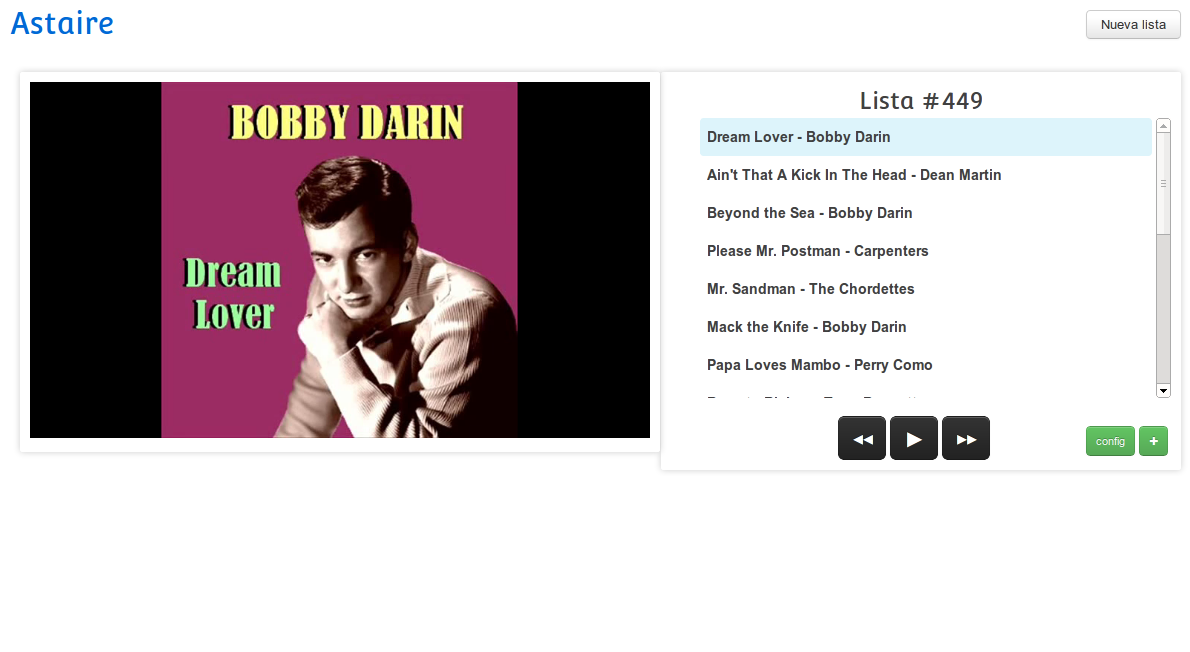 Astaire
Nueva lista
BOBBY DARIN
Dream
Lover
Lista #449
Dream Lover - Bobby Darin
Ain't That A Kick In The Head - Dean Martin
Beyond the Sea - Bobby Darin
Please Mr. Postman - Carpenters
Mr. Sandman - The Chordettes
Mack the Knife - Bobby Darin
Papa Loves Mambo - Perry Como
config
+